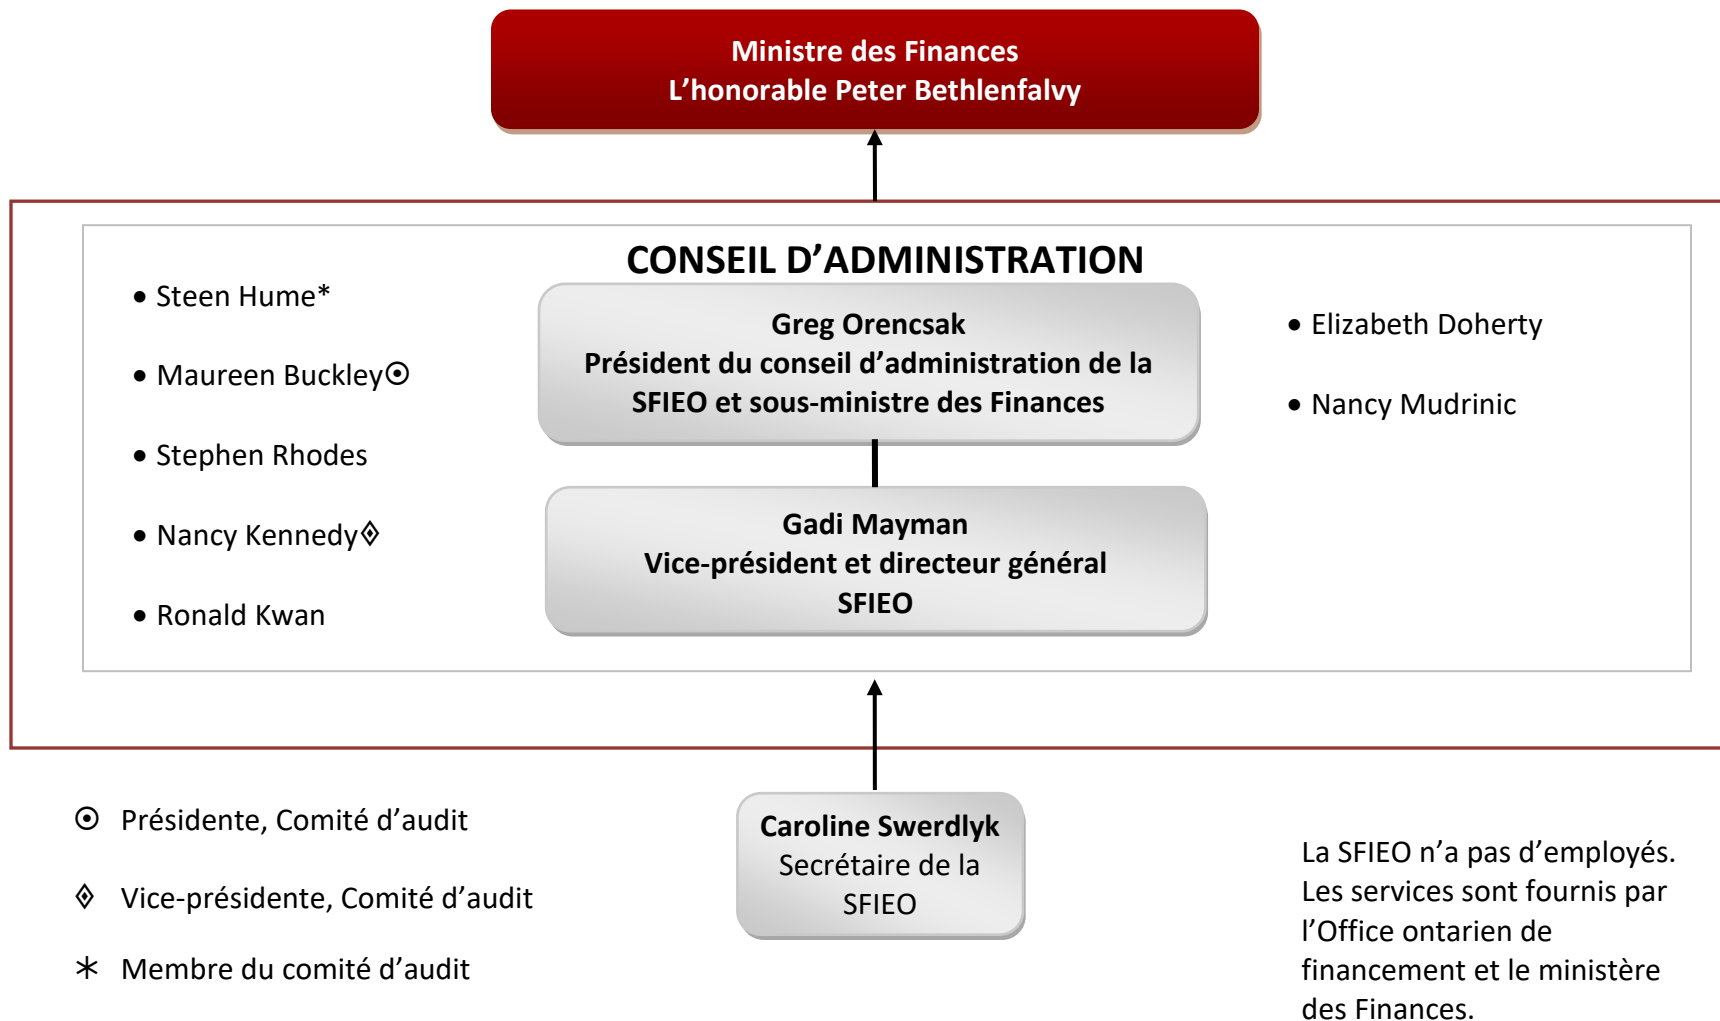 Ministre des Finances
L’honorable Peter Bethlenfalvy
CONSEIL D’ADMINISTRATION
• Steen Hume*
• Maureen Buckley☉
• Stephen Rhodes
• Nancy Kennedy◈
• Ronald Kwan
Greg Orencsak
Président du conseil d’administration de la
SFIEO et sous-ministre des Finances
Gadi Mayman
Vice-président et directeur général
SFIEO
• Elizabeth Doherty
• Nancy Mudrinic
☉ Présidente, Comité d’audit
◈ Vice-présidente, Comité d’audit
* Membre du comité d’audit
Caroline Swerdlyk
Secrétaire de la
SFIEO
La SFIEO n’a pas d’employés.
Les services sont fournis par
l’Office ontarien de
financement et le ministère
des Finances.